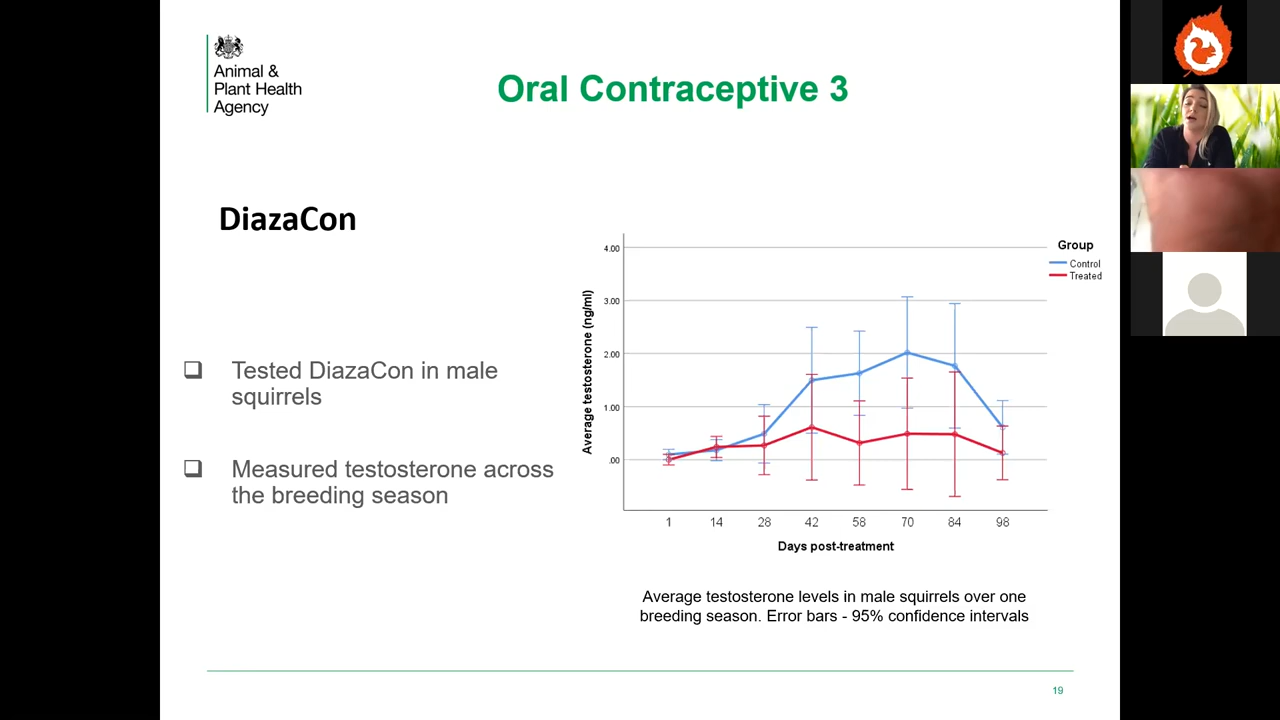 Animal &
Plant Health
Agency
Oral Contraceptive 3
DiazaCon
❑ Tested DiazaCon in male
squirrels
❑ Measured testosterone across
the breeding season
Average testosterone (ng/ml)
4.00
3.00
2.00
1.00
.00
1 14 28 42 58 70 84 98
Days post-treatment
Group
Control
Treated
Average testosterone levels in male squirrels over one
breeding season. Error bars - 95% confidence intervals
19